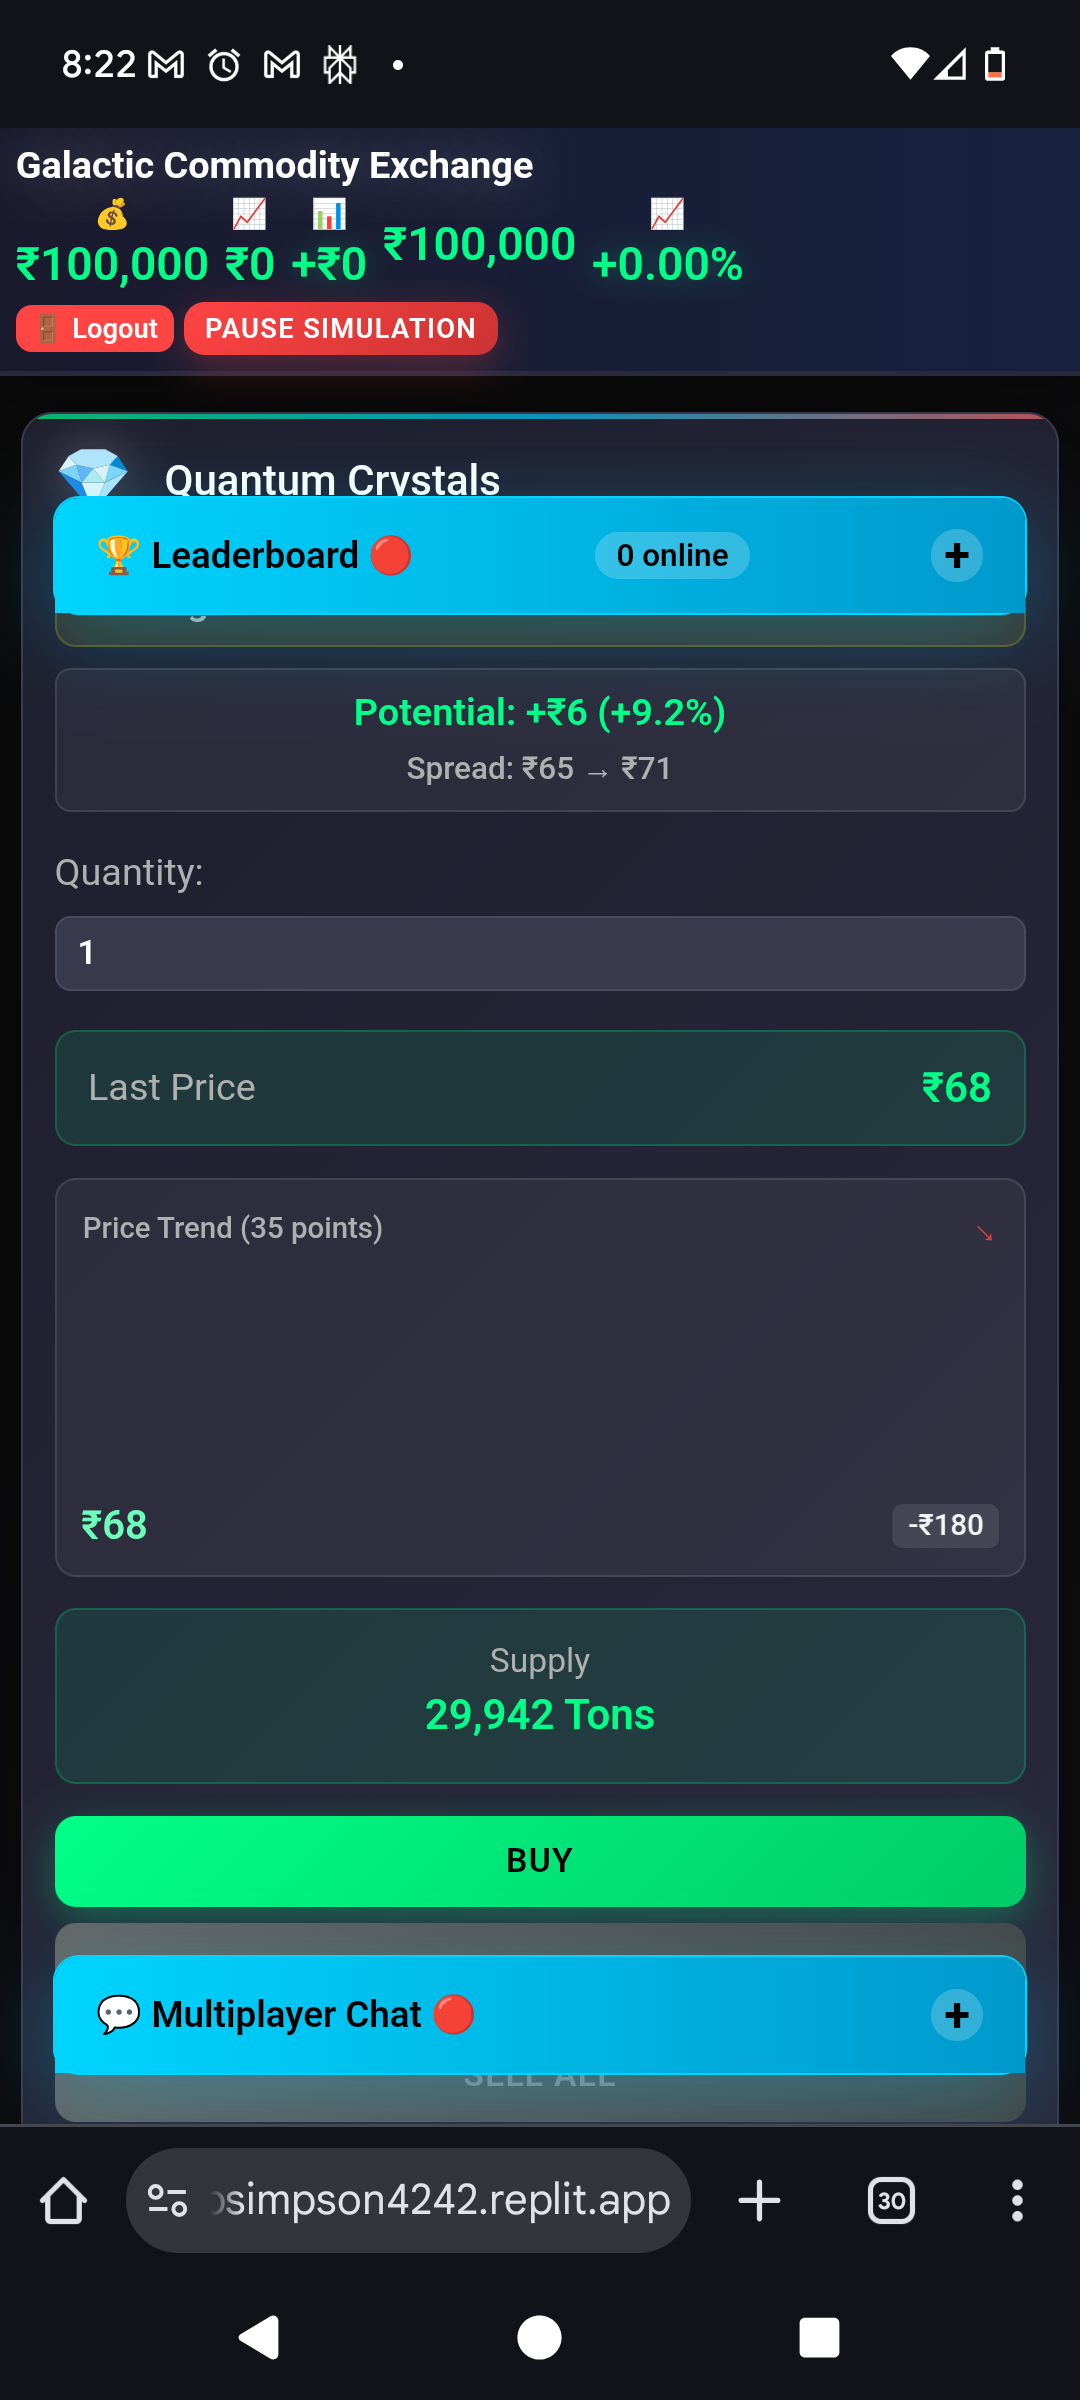 8:22
Galactic Commodity Exchange
₹100,000 ₹0 +₹0 ₹100,000 +0.00%
Logout PAUSE SIMULATION
Quantum Crystals
Leaderboard 0 online +
Potential: +₹6 (+9.2%)
Spread: ₹65 → ₹71
Quantity:
1
Last Price ₹68
Price Trend (35 points) ↘
₹68 -₹180
Supply
29,942 Tons
BUY
Multiplayer Chat +
SELL ALL
simpson4242.replit.app 30